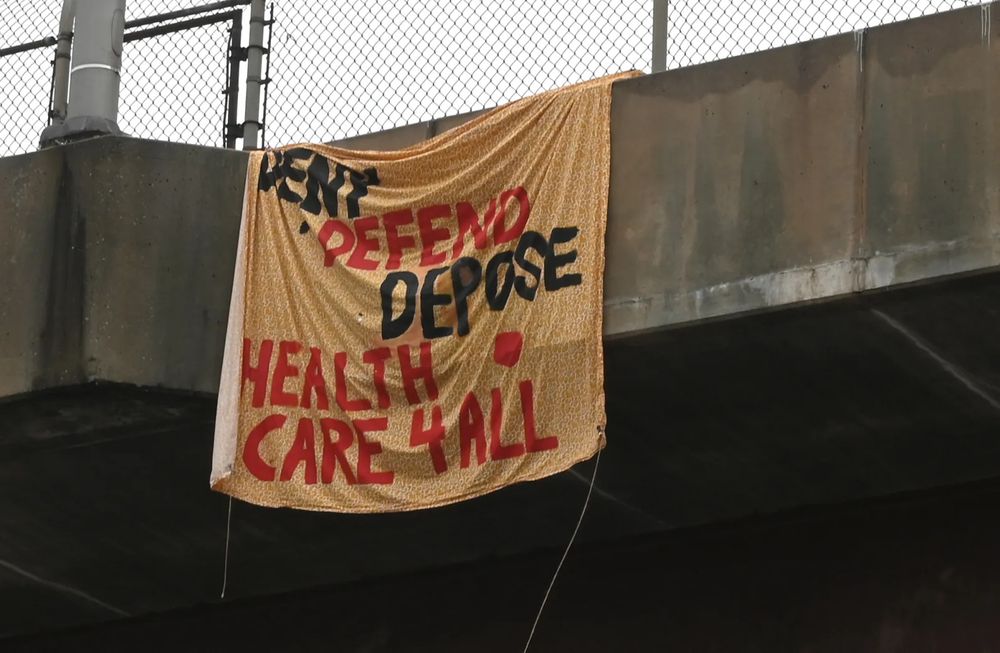 DENY
DEFEND
DEPOSE
HEALTH
CARE 4 ALL